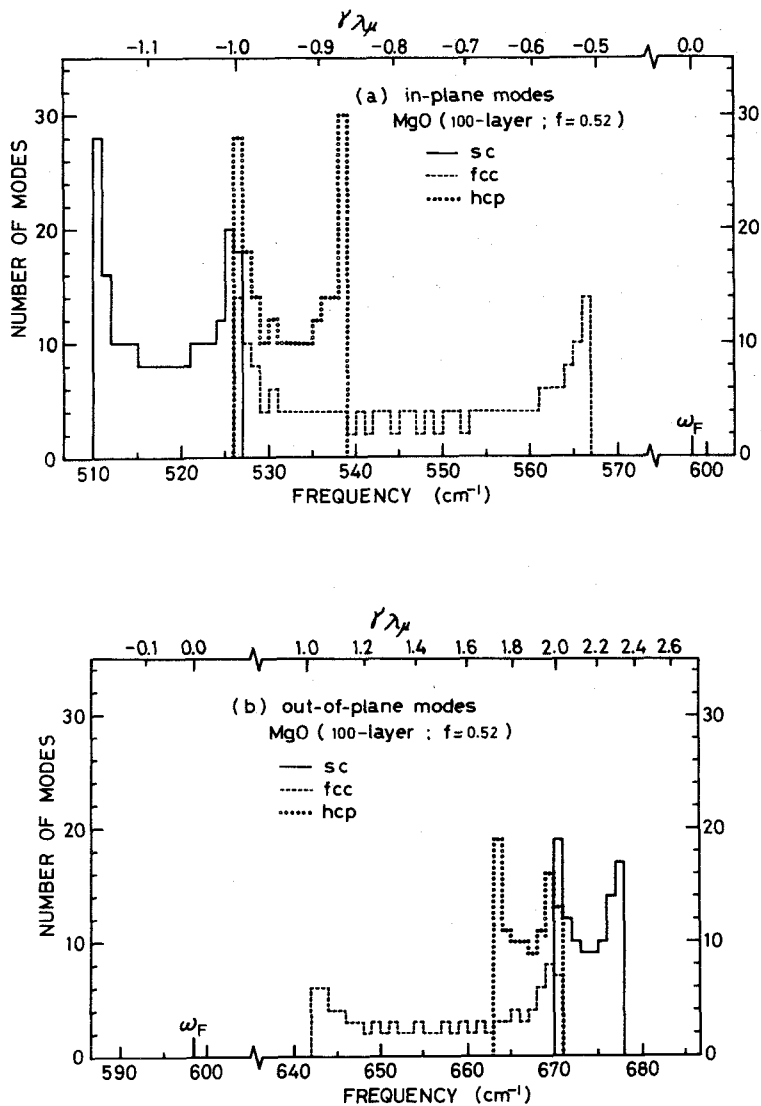 γλμ
-1.1 -1.0 -0.9 -0.8 -0.7 -0.6 -0.5 0.0
(a) in-plane modes
MgO (100-layer ; f=0.52)
sc
fcc
hcp
NUMBER OF MODES
30
20
10
0
30
20
10
0
ωF
510 520 530 540 550 560 570 600
FREQUENCY (cm⁻¹)
γλμ
-0.1 0.0 1.0 1.2 1.4 1.6 1.8 2.0 2.2 2.4 2.6
(b) out-of-plane modes
MgO (100-layer ; f=0.52)
sc
fcc
hcp
NUMBER OF MODES
30
20
10
0
30
20
10
0
ωF
590 600 640 650 660 670 680
FREQUENCY (cm⁻¹)